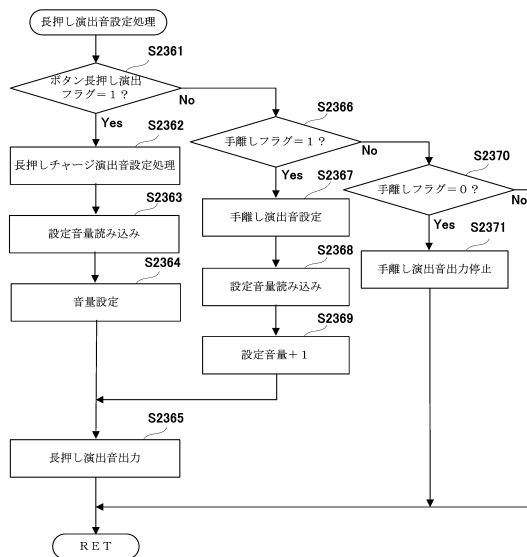 長押し演出音設定処理
S2361
ボタン長押し演出
フラグ＝１？
No
Yes
S2362
長押しチャージ演出音設定処理
S2363
設定音量読み込み
S2364
音量設定
S2366
手離しフラグ＝１？
No
Yes
S2367
手離し演出音設定
S2368
設定音量読み込み
S2369
設定音量＋１
S2370
手離しフラグ＝０？
No
Yes
S2371
手離し演出音出力停止
S2365
長押し演出音出力
ＲＥＴ